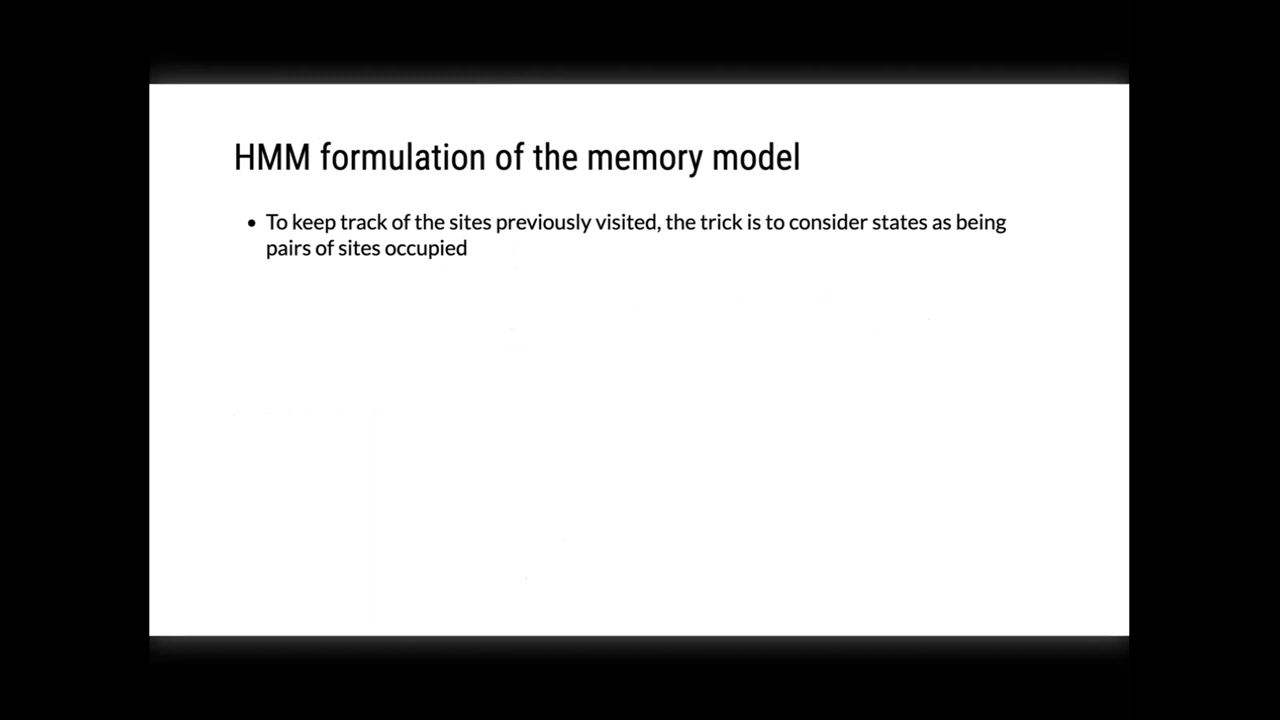 HMM formulation of the memory model
• To keep track of the sites previously visited, the trick is to consider states as being
pairs of sites occupied